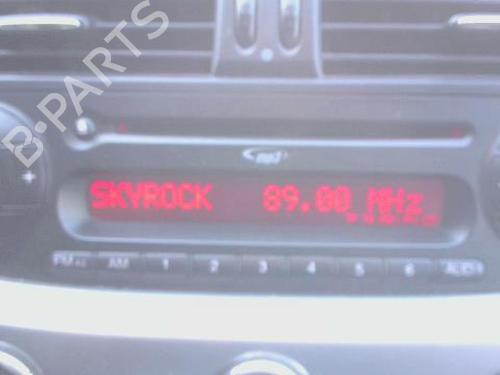 B-PARTS
mp3
SKYROCK 89.00 MHz
FM AM 1 2 3 4 5 6 AUDIO